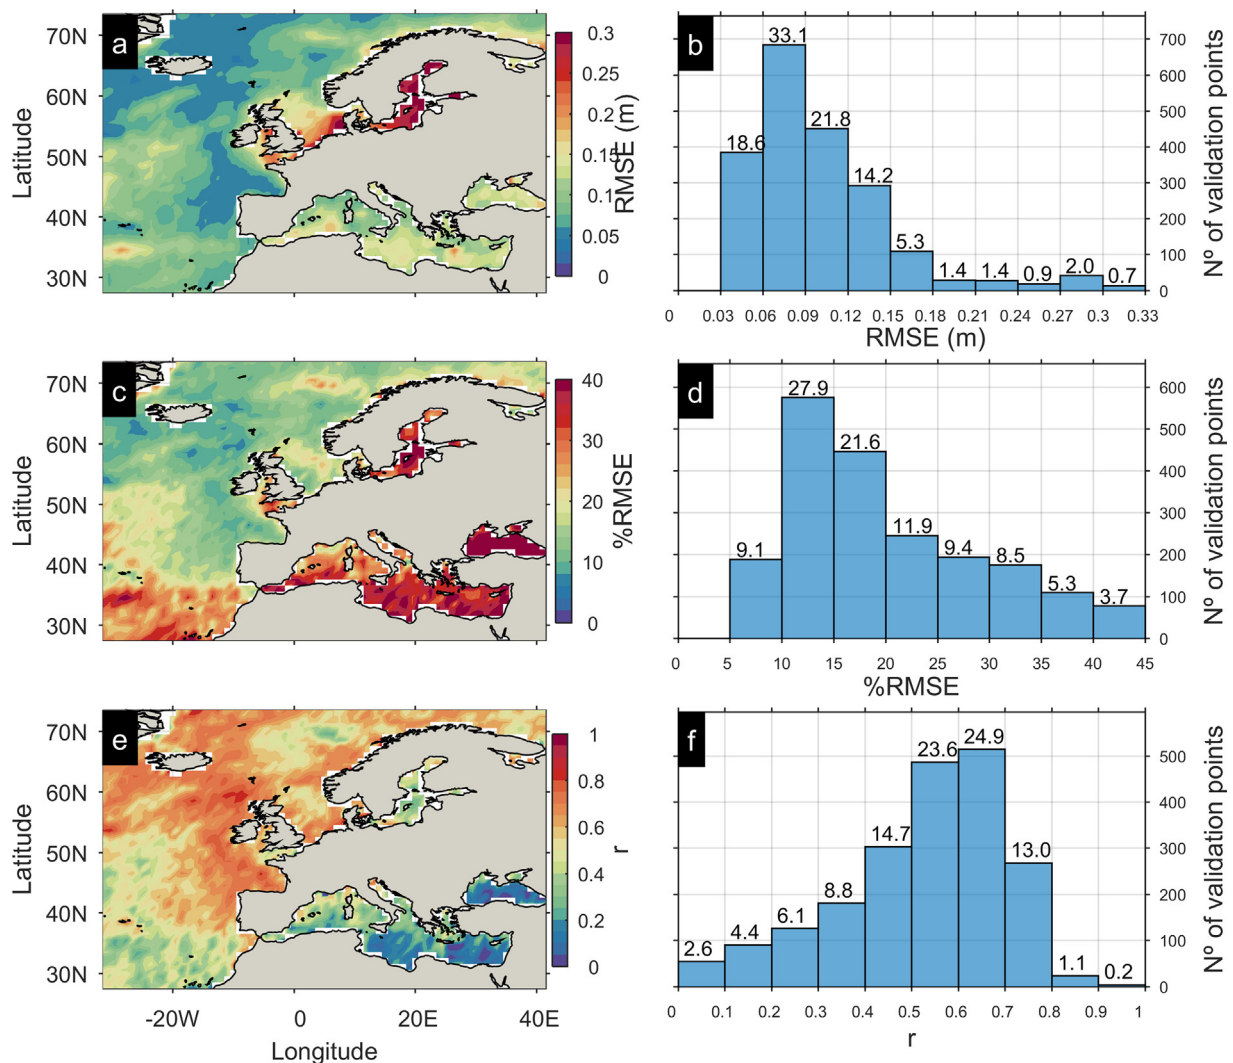 a
70N
60N
50N
40N
30N
Latitude
0.3
0.25
0.2
0.15
0.1
0.05
0
RMSE (m)
b
33.1
18.6
21.8
14.2
5.3
1.4
1.4
0.9
2.0
0.7
700
600
500
400
300
200
100
0
Nº of validation points
0
0.03
0.06
0.09
0.12
0.15
0.18
0.21
0.24
0.27
0.3
0.33
RMSE (m)
c
70N
60N
50N
40N
30N
Latitude
40
30
20
10
0
%RMSE
d
9.1
27.9
21.6
11.9
9.4
8.5
5.3
3.7
600
500
400
300
200
100
0
Nº of validation points
0
5
10
15
20
25
30
35
40
45
%RMSE
e
70N
60N
50N
40N
30N
Latitude
1
0.8
0.6
0.4
0.2
0
r
-20W
0
20E
40E
Longitude
f
2.6
4.4
6.1
8.8
14.7
23.6
24.9
13.0
1.1
0.2
500
400
300
200
100
0
Nº of validation points
0
0.1
0.2
0.3
0.4
0.5
0.6
0.7
0.8
0.9
1
r